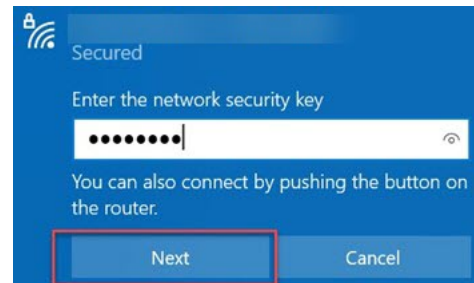 Secured
Enter the network security key
••••••••
You can also connect by pushing the button on
the router.
Next
Cancel